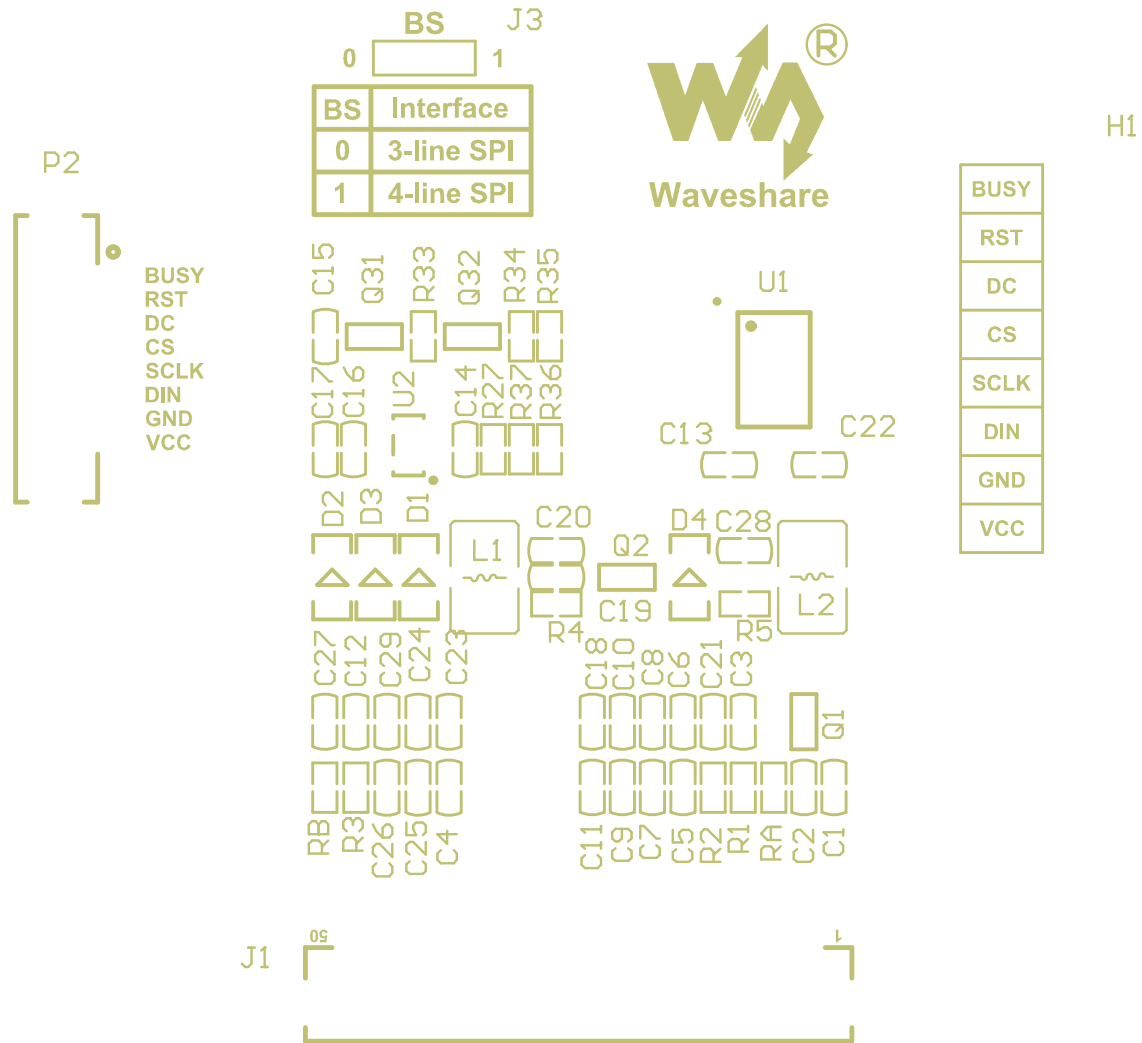 BS J3
0 1
BS Interface
0 3-line SPI
1 4-line SPI
®
Waveshare
H1
BUSY
RST
DC
CS
SCLK
DIN
GND
VCC
P2
BUSY
RST
DC
CS
SCLK
DIN
GND
VCC
C15 Q31 R33 Q32 R34 R35
U1
C17 C16 U2 C14 R27 R37 R36
C13 C22
D2 D3 D1
L1 C20 Q2 D4 C28
C19 L2
R4 R5
C27 C12 C29 C24 C23 C18 C10 C8 C6 C21 C3
Q1
RB R3 C26 C25 C4 C11 C9 C7 C5 R2 R1 RA C2 C1
50 1
J1